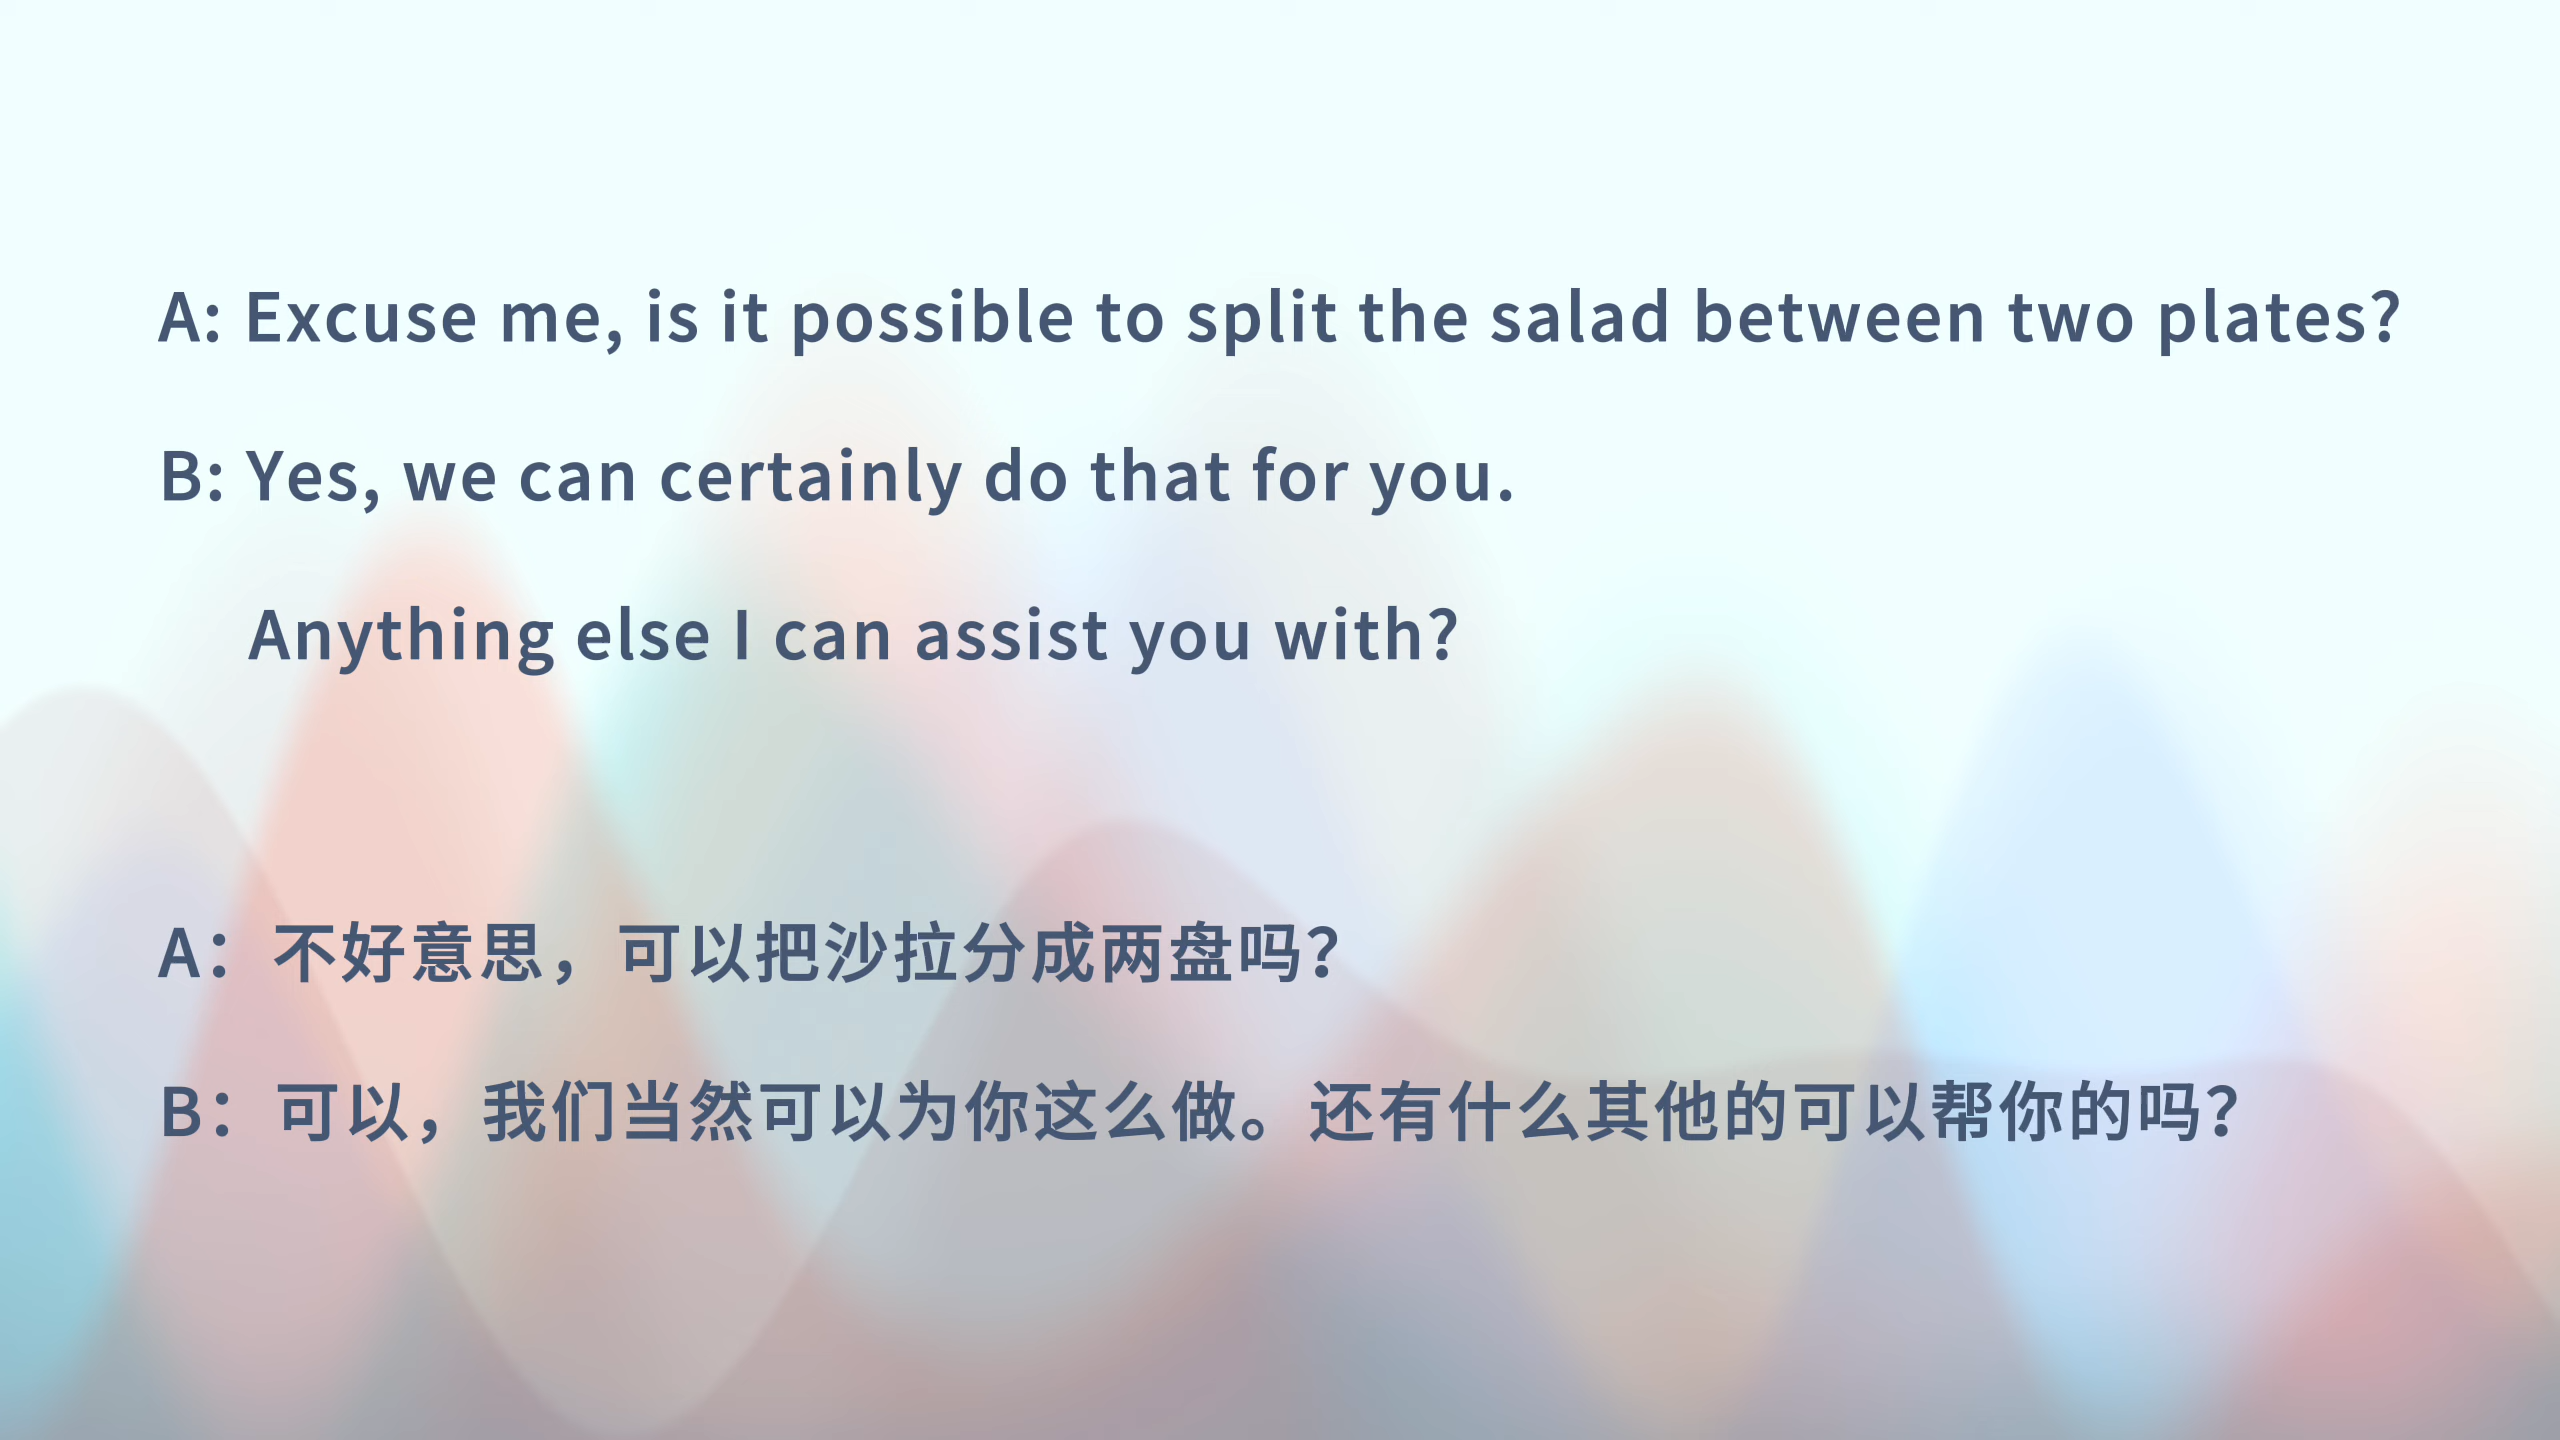 A: Excuse me, is it possible to split the salad between two plates?
B: Yes, we can certainly do that for you.
Anything else I can assist you with?
A：不好意思，可以把沙拉分成两盘吗？
B：可以，我们当然可以为你这么做。还有什么其他的可以帮你的吗？